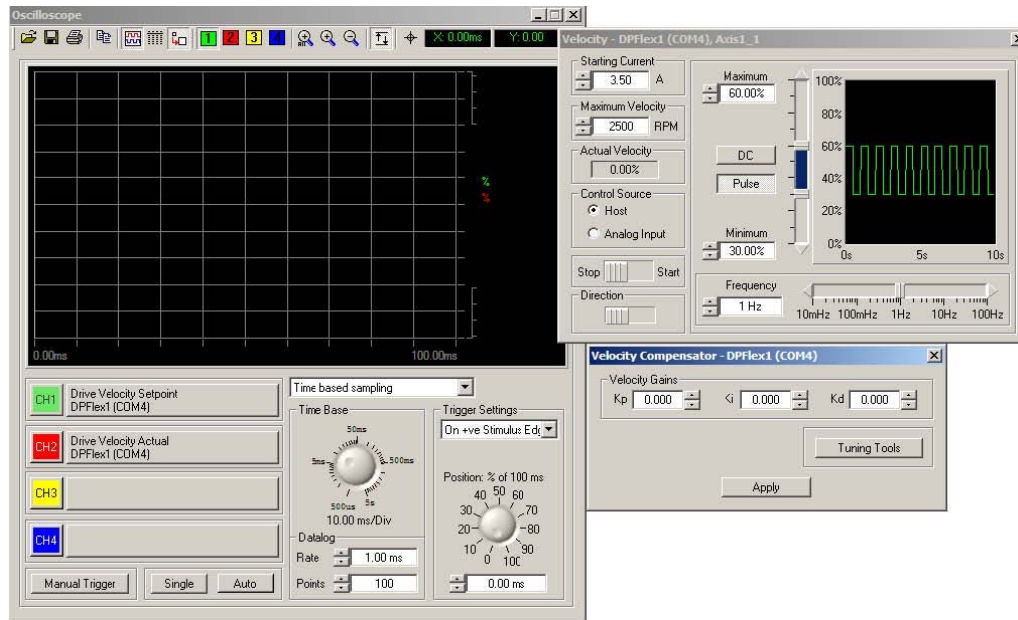 Oscilloscope
1 2 3 4 X: 0.00ms Y: 0.00
%
%
0.00ms 100.00ms
CH1 Drive Velocity Setpoint
DPFlex1 (COM4)
CH2 Drive Velocity Actual
DPFlex1 (COM4)
CH3
CH4
Manual Trigger Single Auto
Time based sampling
Time Base
50ms
5ms 500ms
500us 5s
10.00 ms/Div
Datalog
Rate 1.00 ms
Points 100
Trigger Settings
On +ve Stimulus Edg
Position: % of 100 ms
40 50 60
30 70
20 80
10 90
0 100
0.00 ms
Velocity - DPFlex1 (COM4), Axis1_1
Starting Current
3.50 A
Maximum Velocity
2500 RPM
Actual Velocity
0.00%
Control Source
Host
Analog Input
Stop Start
Direction
Maximum
60.00%
DC
Pulse
Minimum
30.00%
100%
80%
60%
40%
20%
0%
0s 5s 10s
Frequency
1 Hz
10mHz 100mHz 1Hz 10Hz 100Hz
Velocity Compensator - DPFlex1 (COM4)
Velocity Gains
Kp 0.000 Ki 0.000 Kd 0.000
Tuning Tools
Apply